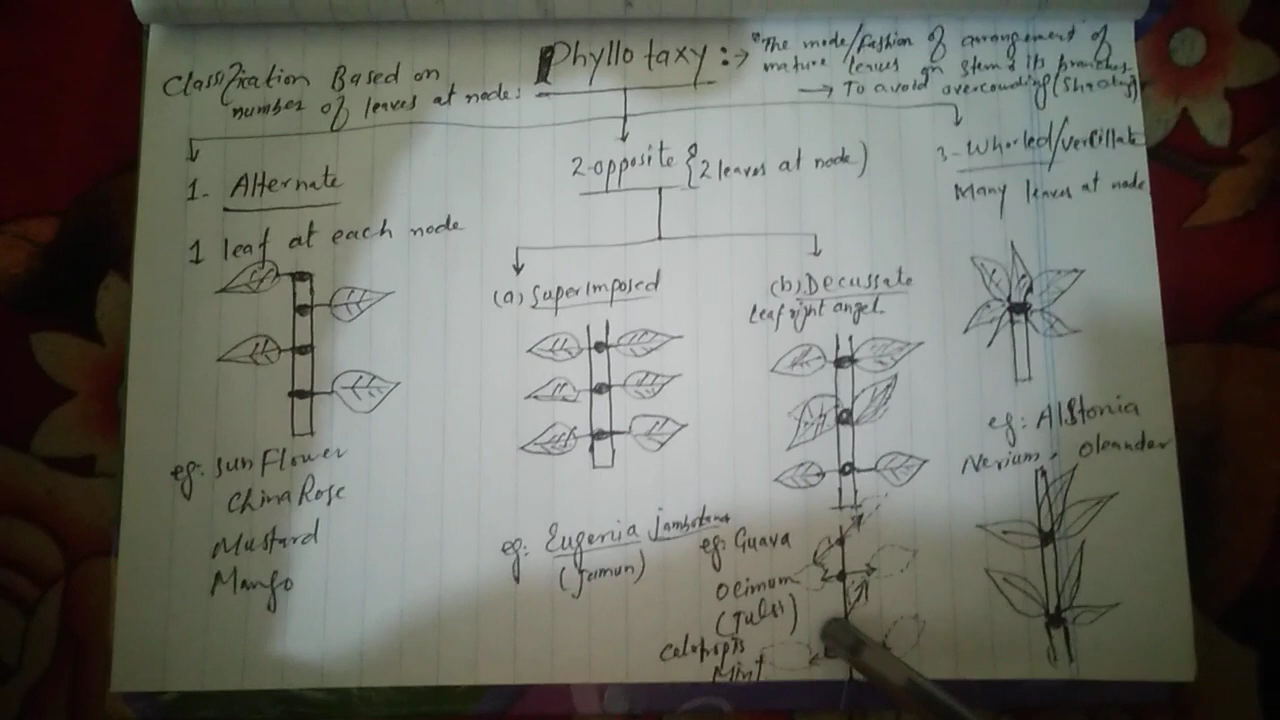 Phyllotaxy :→ "The mode/fashion of arrangement of
mature leaves on stem & its branches
→ To avoid overcouding (Shading)
Classification Based on
number of leaves at node:
1. Alternate
1 leaf at each node
eg: sun Flower
China Rose
Mustard
Mango
2-opposite {2 leaves at node)
(a) Superimposed
eg: Eugenia jambolana
(Jamun)
(b) Decussate
Leaf right angel.
eg: Guava
Ocimum
(Tulsi)
Calotropis
Mint
3-Whorled/verticillate
Many leaves at node
eg: Alstonia
Nerium, Oleander